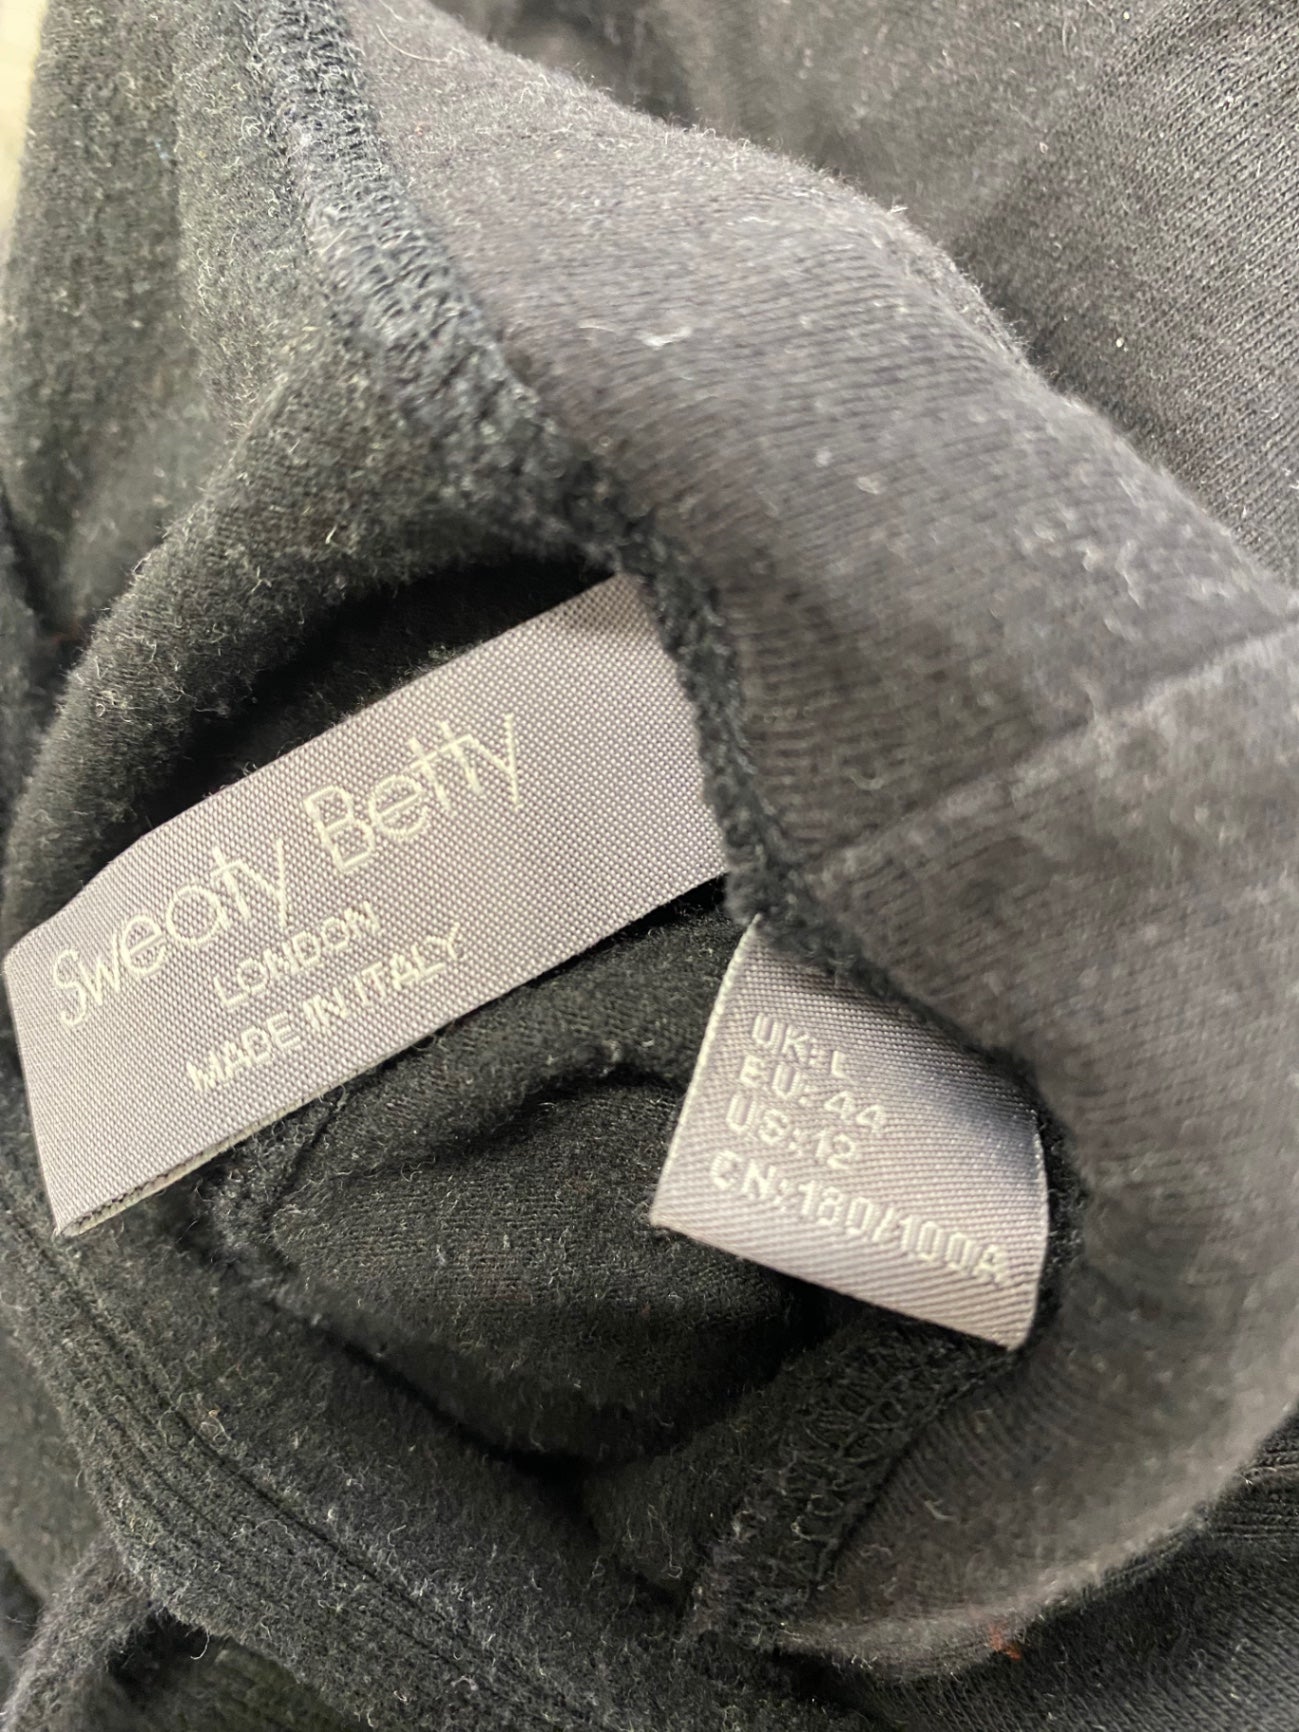 Sweaty Betty
LONDON
MADE IN ITALY
UK:L
EU:44
US:12
CN:180/100A